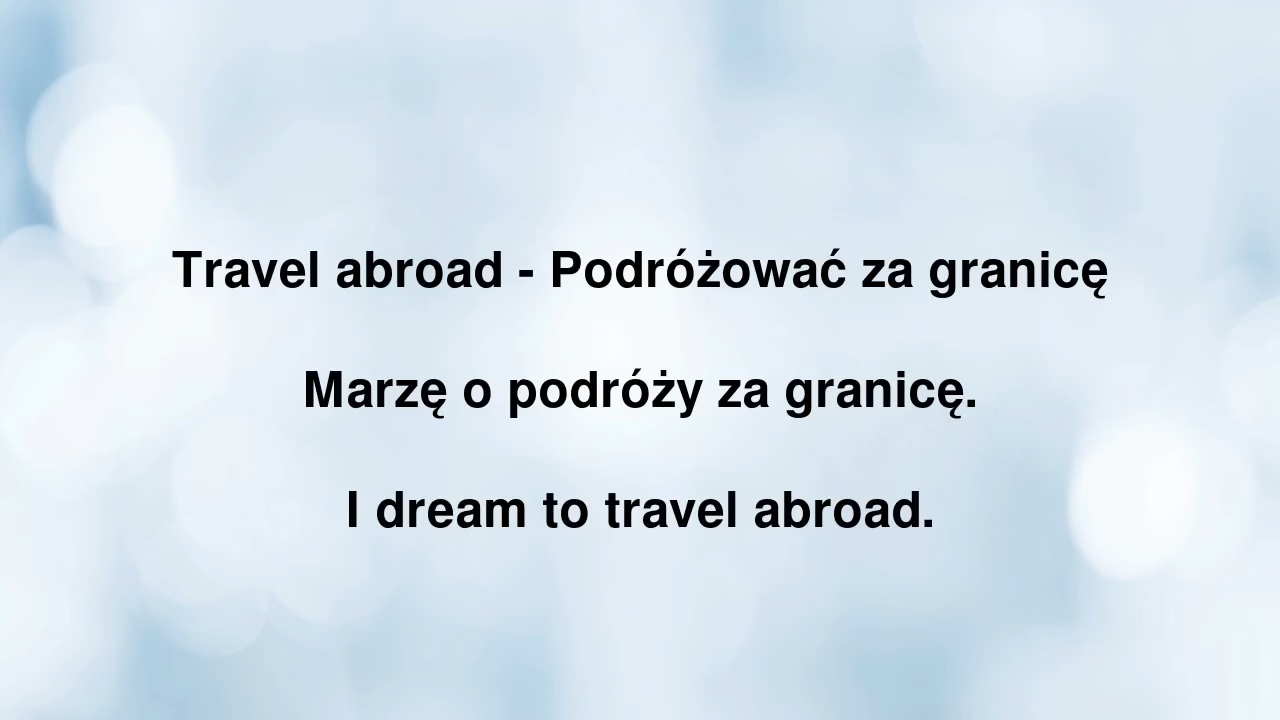 Travel abroad - Podróżować za granicę
Marzę o podróży za granicę.
I dream to travel abroad.